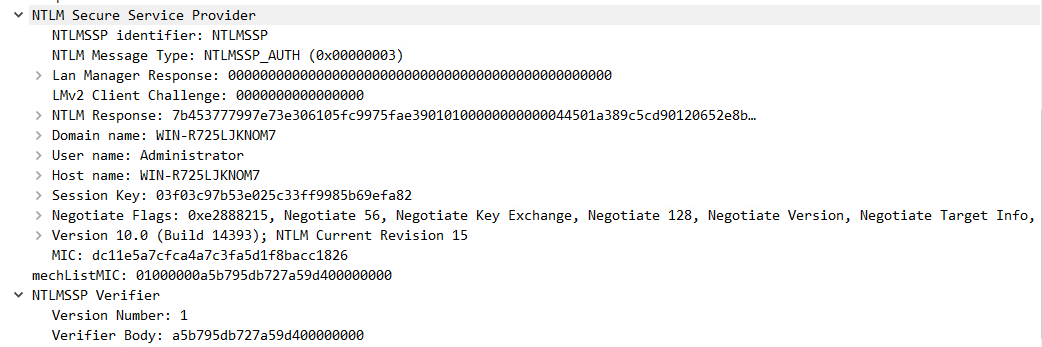 NTLM Secure Service Provider
NTLMSSP identifier: NTLMSSP
NTLM Message Type: NTLMSSP_AUTH (0x00000003)
Lan Manager Response: 000000000000000000000000000000000000000000000000
LMv2 Client Challenge: 0000000000000000
NTLM Response: 7b453777997e73e306105fc9975fae39010100000000000044501a389c5cd90120652e8b…
Domain name: WIN-R725LJKNOM7
User name: Administrator
Host name: WIN-R725LJKNOM7
Session Key: 03f03c97b53e025c33ff9985b69efa82
Negotiate Flags: 0xe2888215, Negotiate 56, Negotiate Key Exchange, Negotiate 128, Negotiate Version, Negotiate Target Info,
Version 10.0 (Build 14393); NTLM Current Revision 15
MIC: dc11e5a7cfca4a7c3fa5d1f8bacc1826
mechListMIC: 01000000a5b795db727a59d400000000
NTLMSSP Verifier
Version Number: 1
Verifier Body: a5b795db727a59d400000000